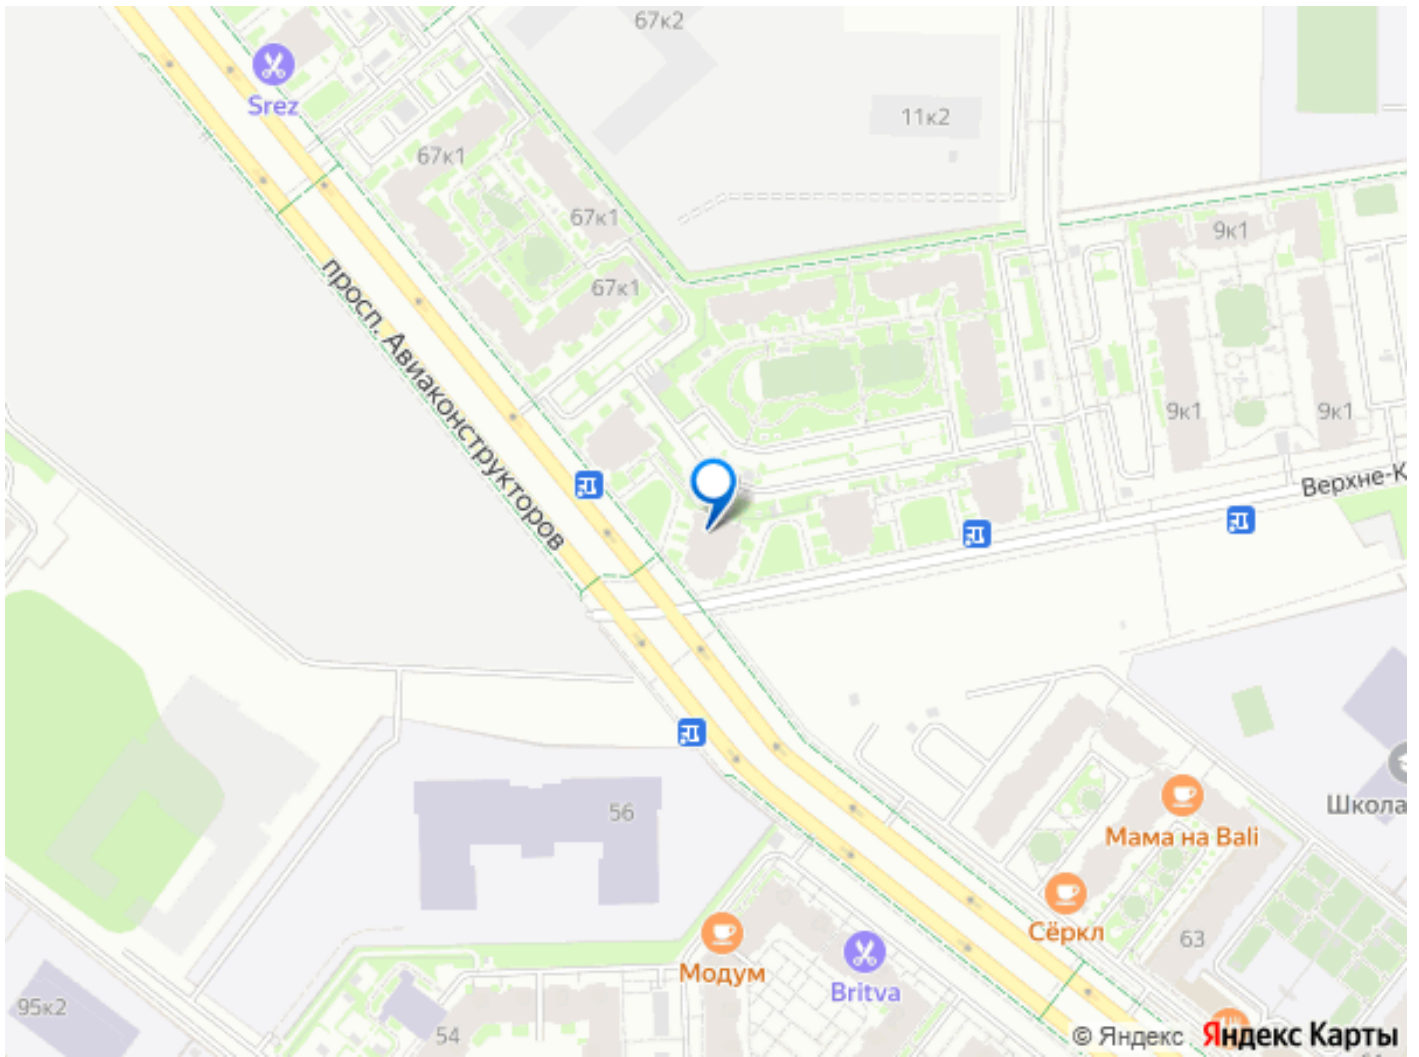 67к2
Srez
11к2
67к1
67к1
9к1
67к1
просп. Авиаконструкторов
9к1
9к1
Верхне-К
56
Школа
Мама на Bali
Сёркл
63
Модум
Britva
95к2
54
© Яндекс Яндекс Карты